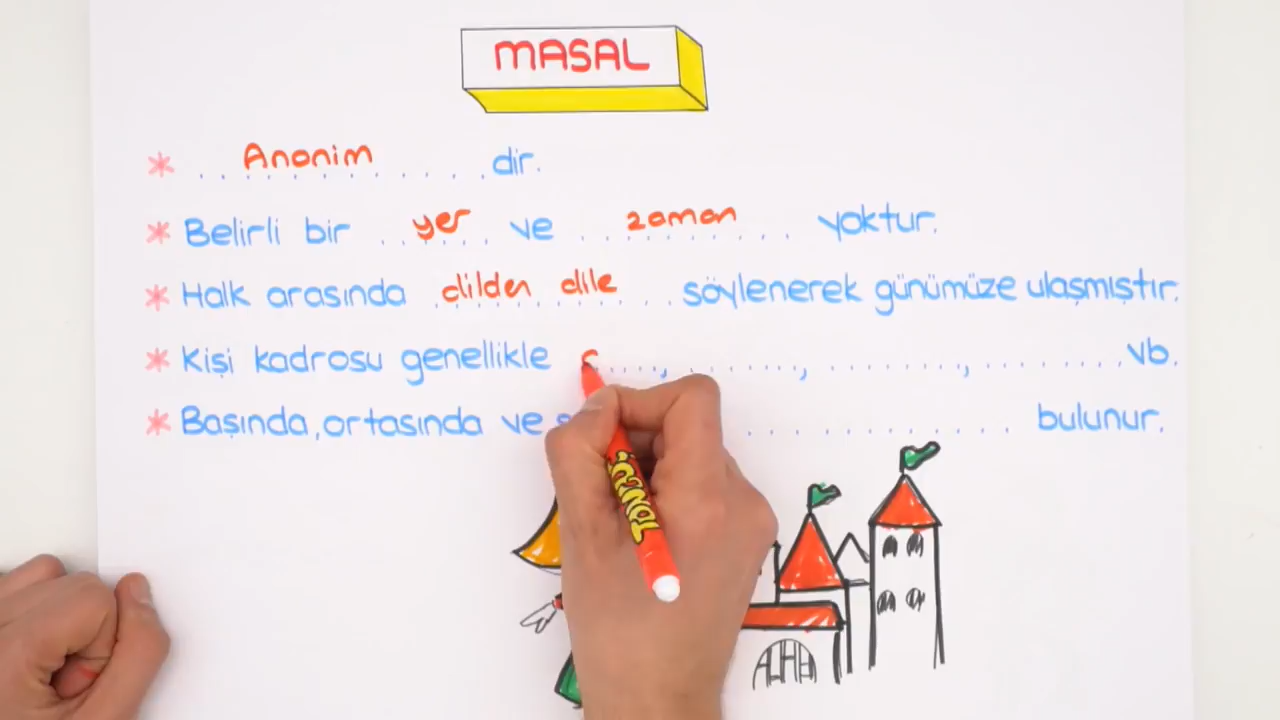 MASAL
* Anonim dir.
* Belirli bir yer ve zaman yoktur.
* Halk arasında dilden dile söylenerek günümüze ulaşmıştır.
* Kişi kadrosu genellikle , , , vb.
* Başında, ortasında ve bulunur.
TONZİ